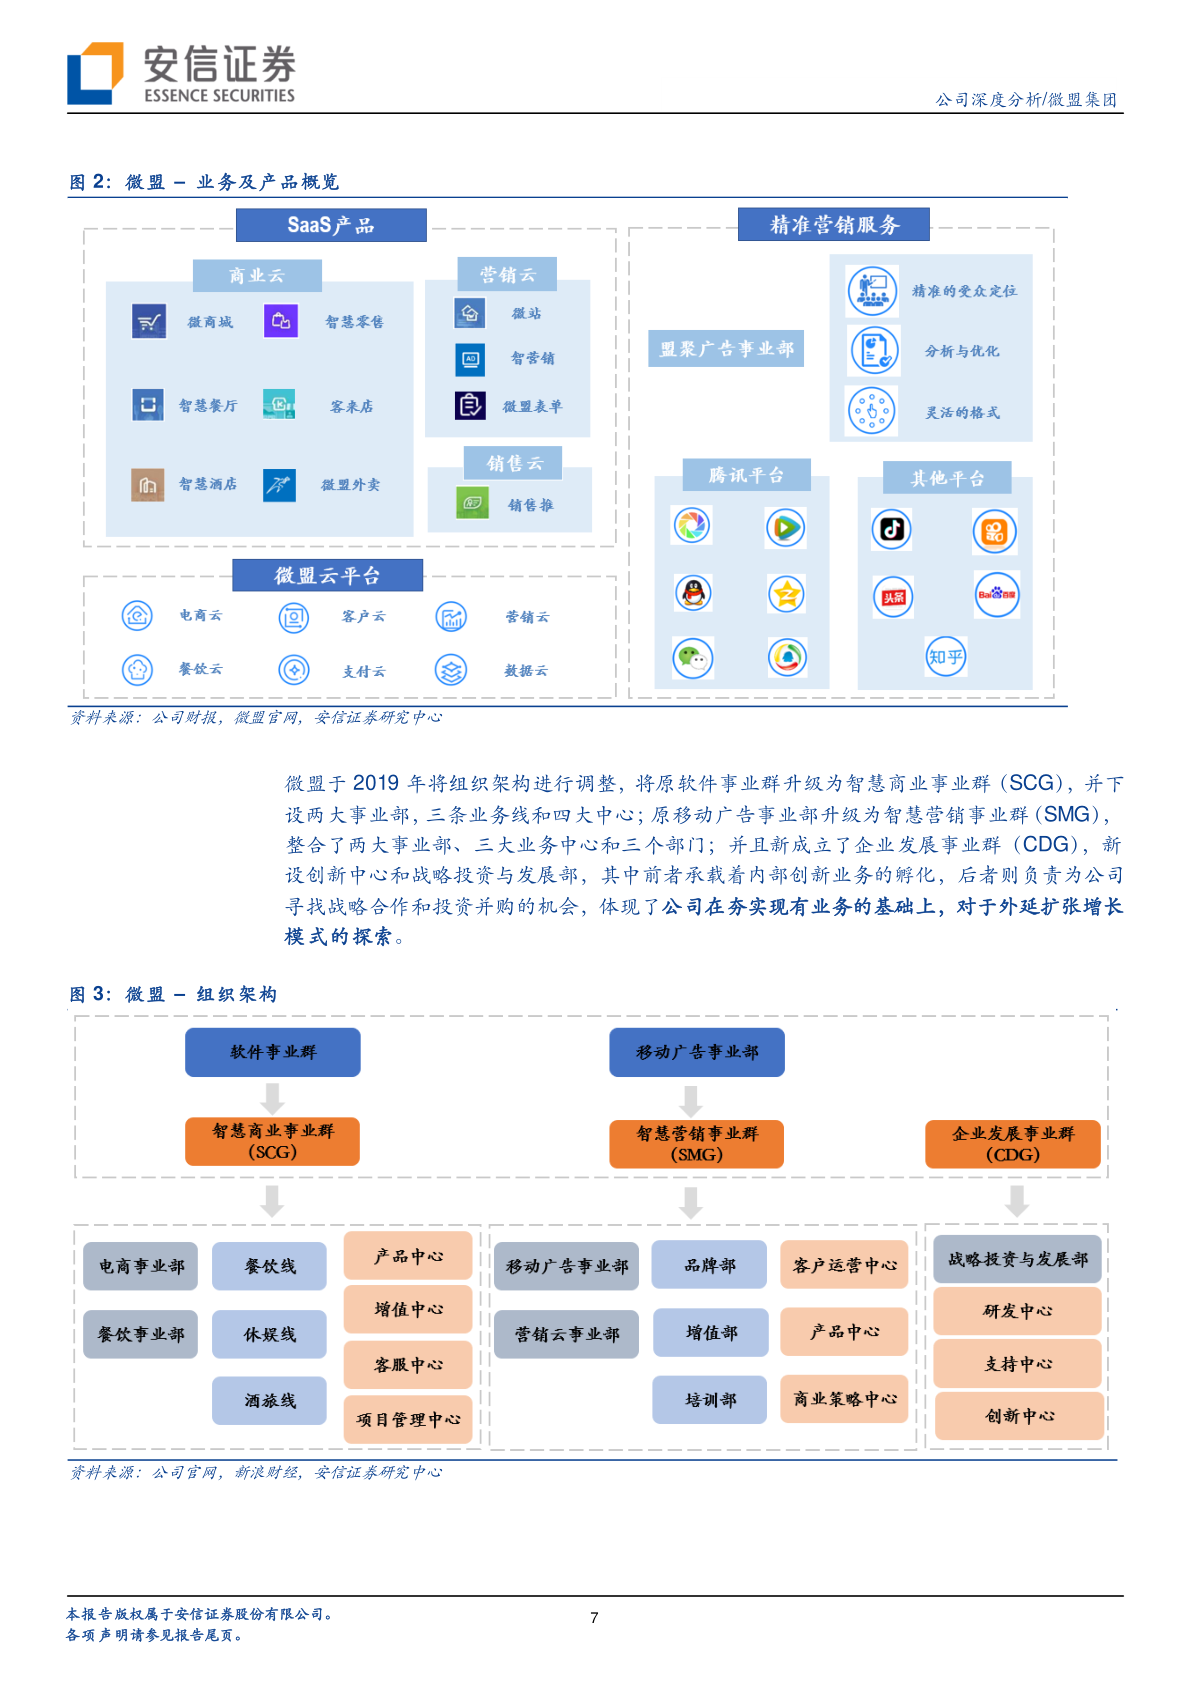 安信证券
ESSENCE SECURITIES
公司深度分析/微盟集团
图 2：微盟 – 业务及产品概览
SaaS产品
商业云
微商城
智慧零售
智慧餐厅
客来店
智慧酒店
微盟外卖
营销云
微站
AD
智营销
微盟表单
销售云
销售推
微盟云平台
电商云
客户云
营销云
餐饮云
支付云
数据云
精准营销服务
盟聚广告事业部
精准的受众定位
分析与优化
灵活的格式
腾讯平台
其他平台
头条
Bai百度
知乎
资料来源：公司财报，微盟官网，安信证券研究中心
微盟于 2019 年将组织架构进行调整，将原软件事业群升级为智慧商业事业群（SCG），并下
设两大事业部，三条业务线和四大中心；原移动广告事业部升级为智慧营销事业群（SMG），
整合了两大事业部、三大业务中心和三个部门；并且新成立了企业发展事业群（CDG），新
设创新中心和战略投资与发展部，其中前者承载着内部创新业务的孵化，后者则负责为公司
寻找战略合作和投资并购的机会，体现了公司在夯实现有业务的基础上，对于外延扩张增长
模式的探索。
图 3：微盟 – 组织架构
软件事业群
移动广告事业部
智慧商业事业群
（SCG）
智慧营销事业群
（SMG）
企业发展事业群
（CDG）
电商事业部
餐饮事业部
餐饮线
休娱线
酒旅线
产品中心
增值中心
客服中心
项目管理中心
移动广告事业部
营销云事业部
品牌部
增值部
培训部
客户运营中心
产品中心
商业策略中心
战略投资与发展部
研发中心
支持中心
创新中心
资料来源：公司官网，新浪财经，安信证券研究中心
本报告版权属于安信证券股份有限公司。
各项声明请参见报告尾页。
7